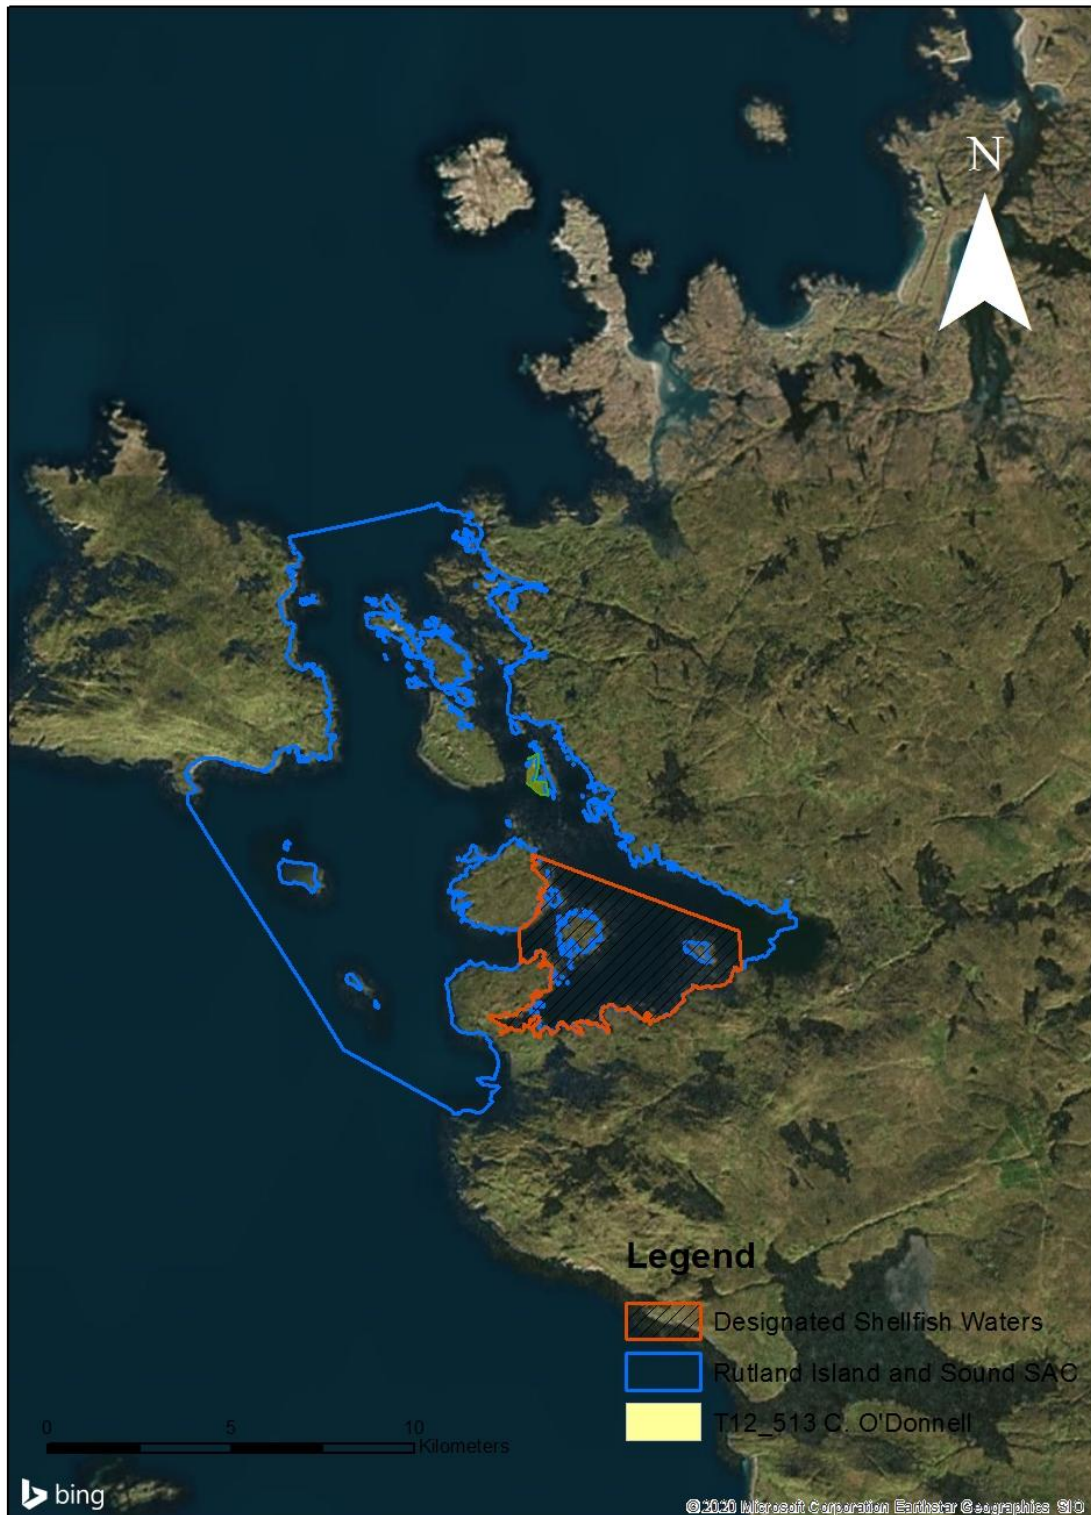 N
Legend
Designated Shellfish Waters
Rutland Island and Sound SAC
T12_513 C. O'Donnell
0 5 10
Kilometers
bing
©2020 Microsoft Corporation Earthstar Geographics SIO